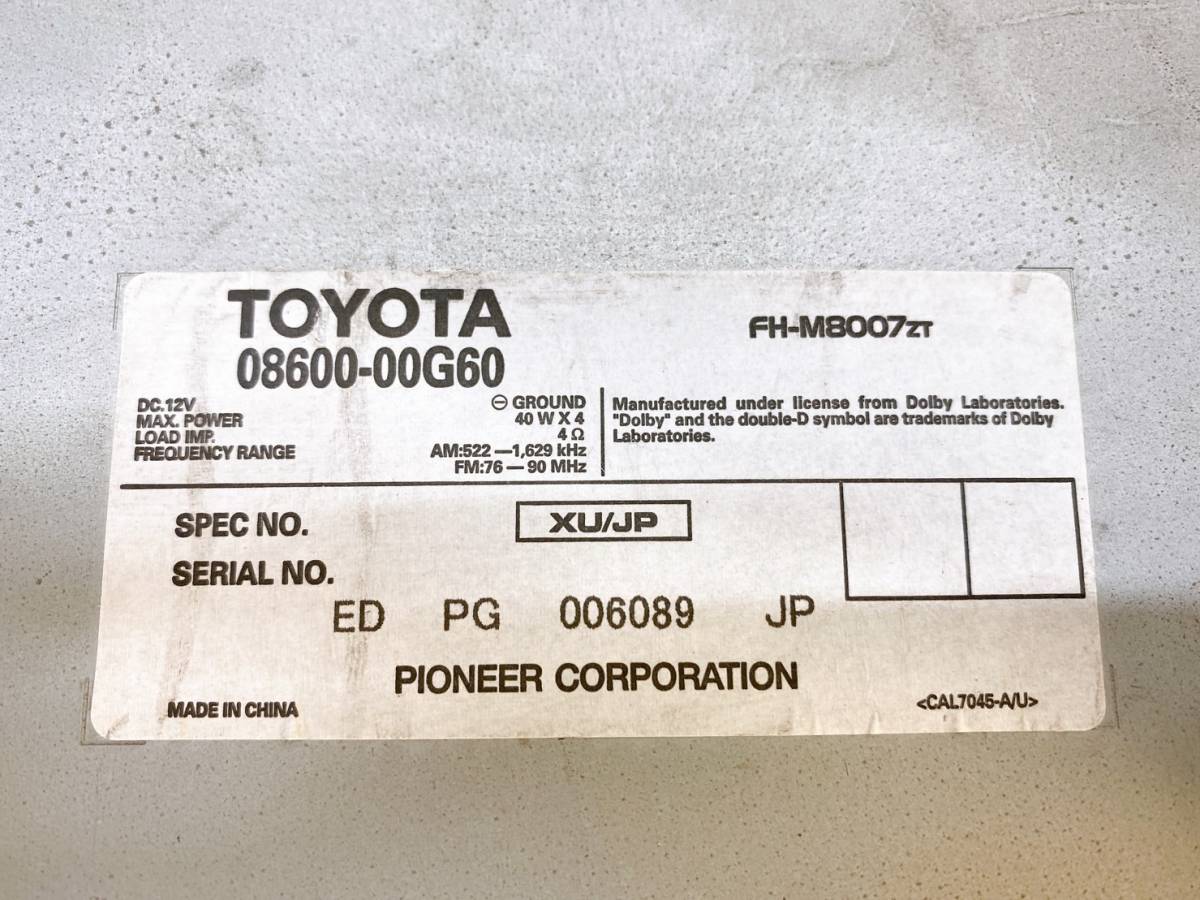 TOYOTA
08600-00G60
FH-M8007ZT
DC.12V ⊖ GROUND
MAX. POWER 40 W X 4
LOAD IMP. 4 Ω
FREQUENCY RANGE AM:522 — 1,629 kHz
FM:76 — 90 MHz
Manufactured under license from Dolby Laboratories.
"Dolby" and the double-D symbol are trademarks of Dolby
Laboratories.
SPEC NO. XU/JP
SERIAL NO.
ED PG 006089 JP
PIONEER CORPORATION
MADE IN CHINA <CAL7045-A/U>